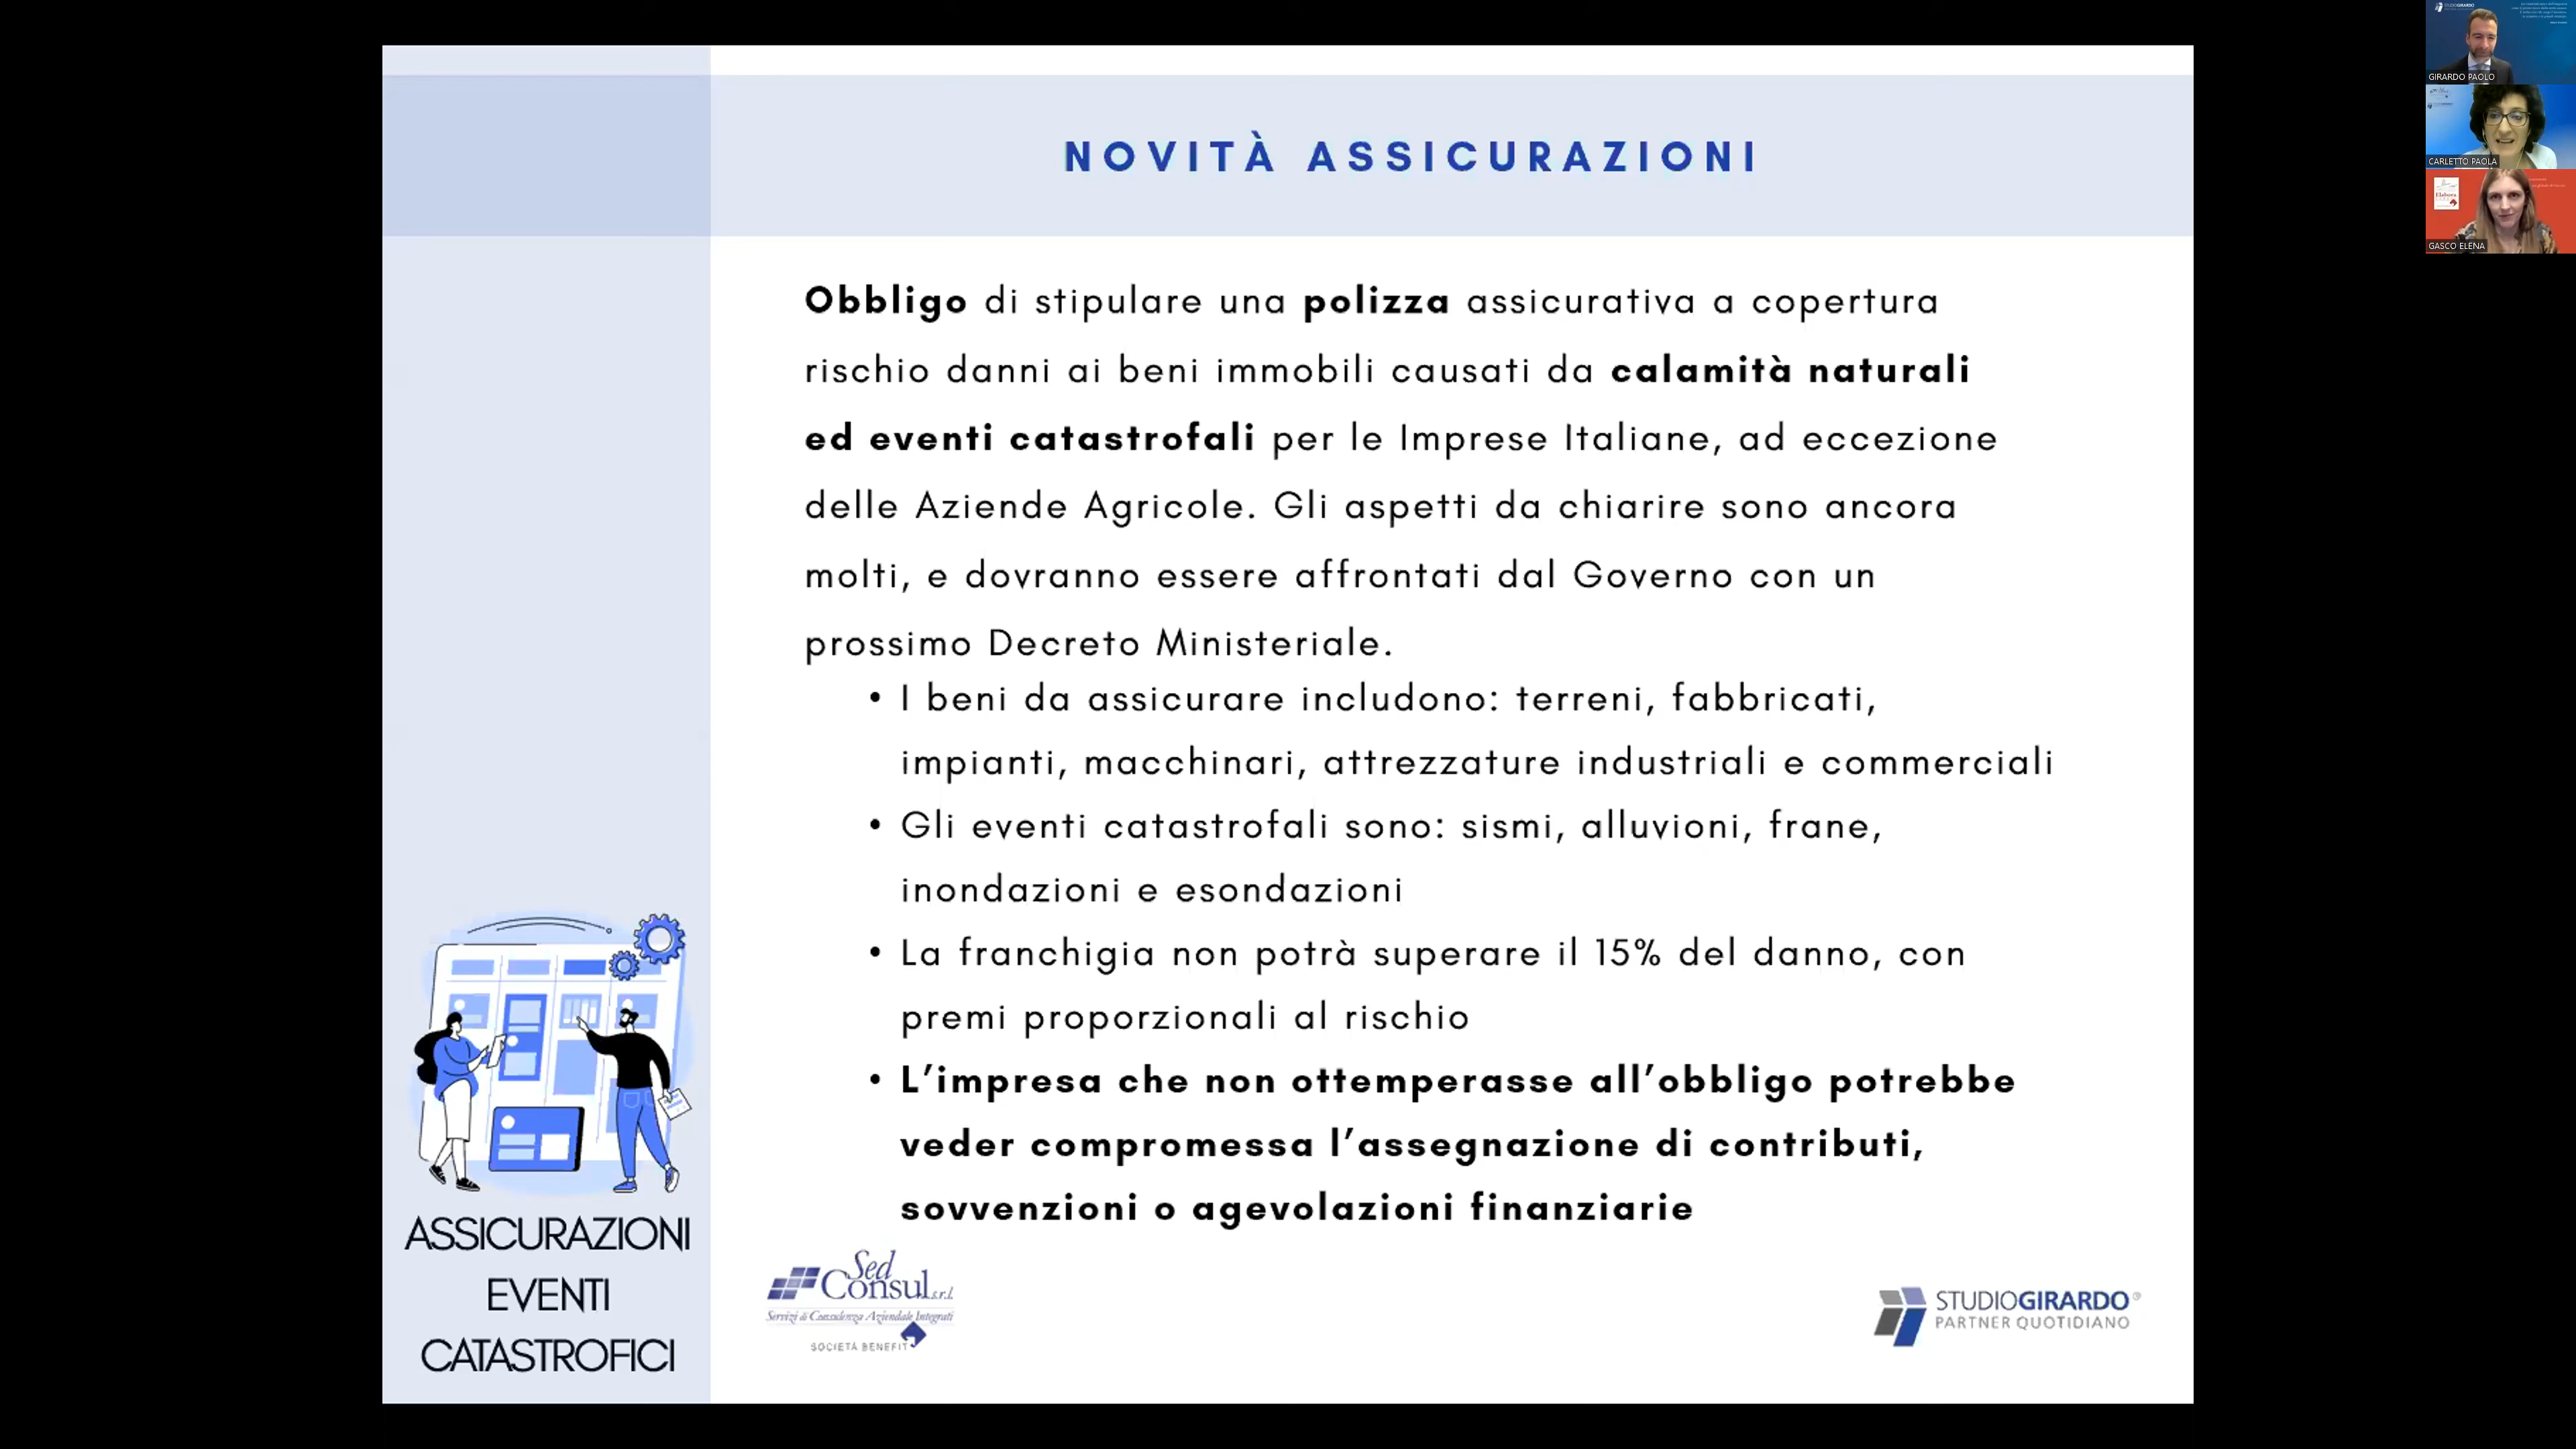 NOVITÀ ASSICURAZIONI
Obbligo di stipulare una polizza assicurativa a copertura
rischio danni ai beni immobili causati da calamità naturali
ed eventi catastrofali per le Imprese Italiane, ad eccezione
delle Aziende Agricole. Gli aspetti da chiarire sono ancora
molti, e dovranno essere affrontati dal Governo con un
prossimo Decreto Ministeriale.
• I beni da assicurare includono: terreni, fabbricati,
impianti, macchinari, attrezzature industriali e commerciali
• Gli eventi catastrofali sono: sismi, alluvioni, frane,
inondazioni e esondazioni
• La franchigia non potrà superare il 15% del danno, con
premi proporzionali al rischio
• L’impresa che non ottemperasse all’obbligo potrebbe
veder compromessa l’assegnazione di contributi,
sovvenzioni o agevolazioni finanziarie
ASSICURAZIONI
EVENTI
CATASTROFICI
Sed
Consul s.r.l
Servizi di Consulenza Aziendale Integrati
SOCIETÀ BENEFIT
STUDIOGIRARDO®
PARTNER QUOTIDIANO
STUDIOGIRARDO
GIRARDO PAOLO
CARLETTO PAOLA
Elabora
GASCO ELENA